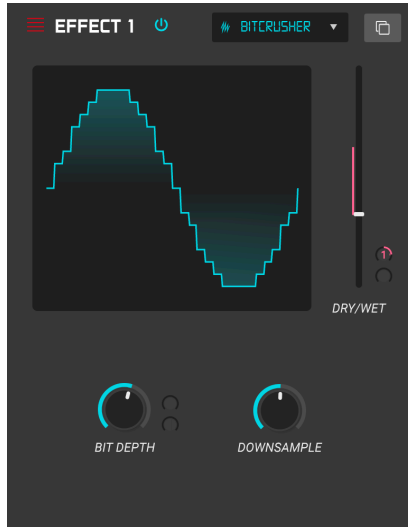 EFFECT 1
BITCRUSHER
1
DRY/WET
BIT DEPTH
DOWNSAMPLE